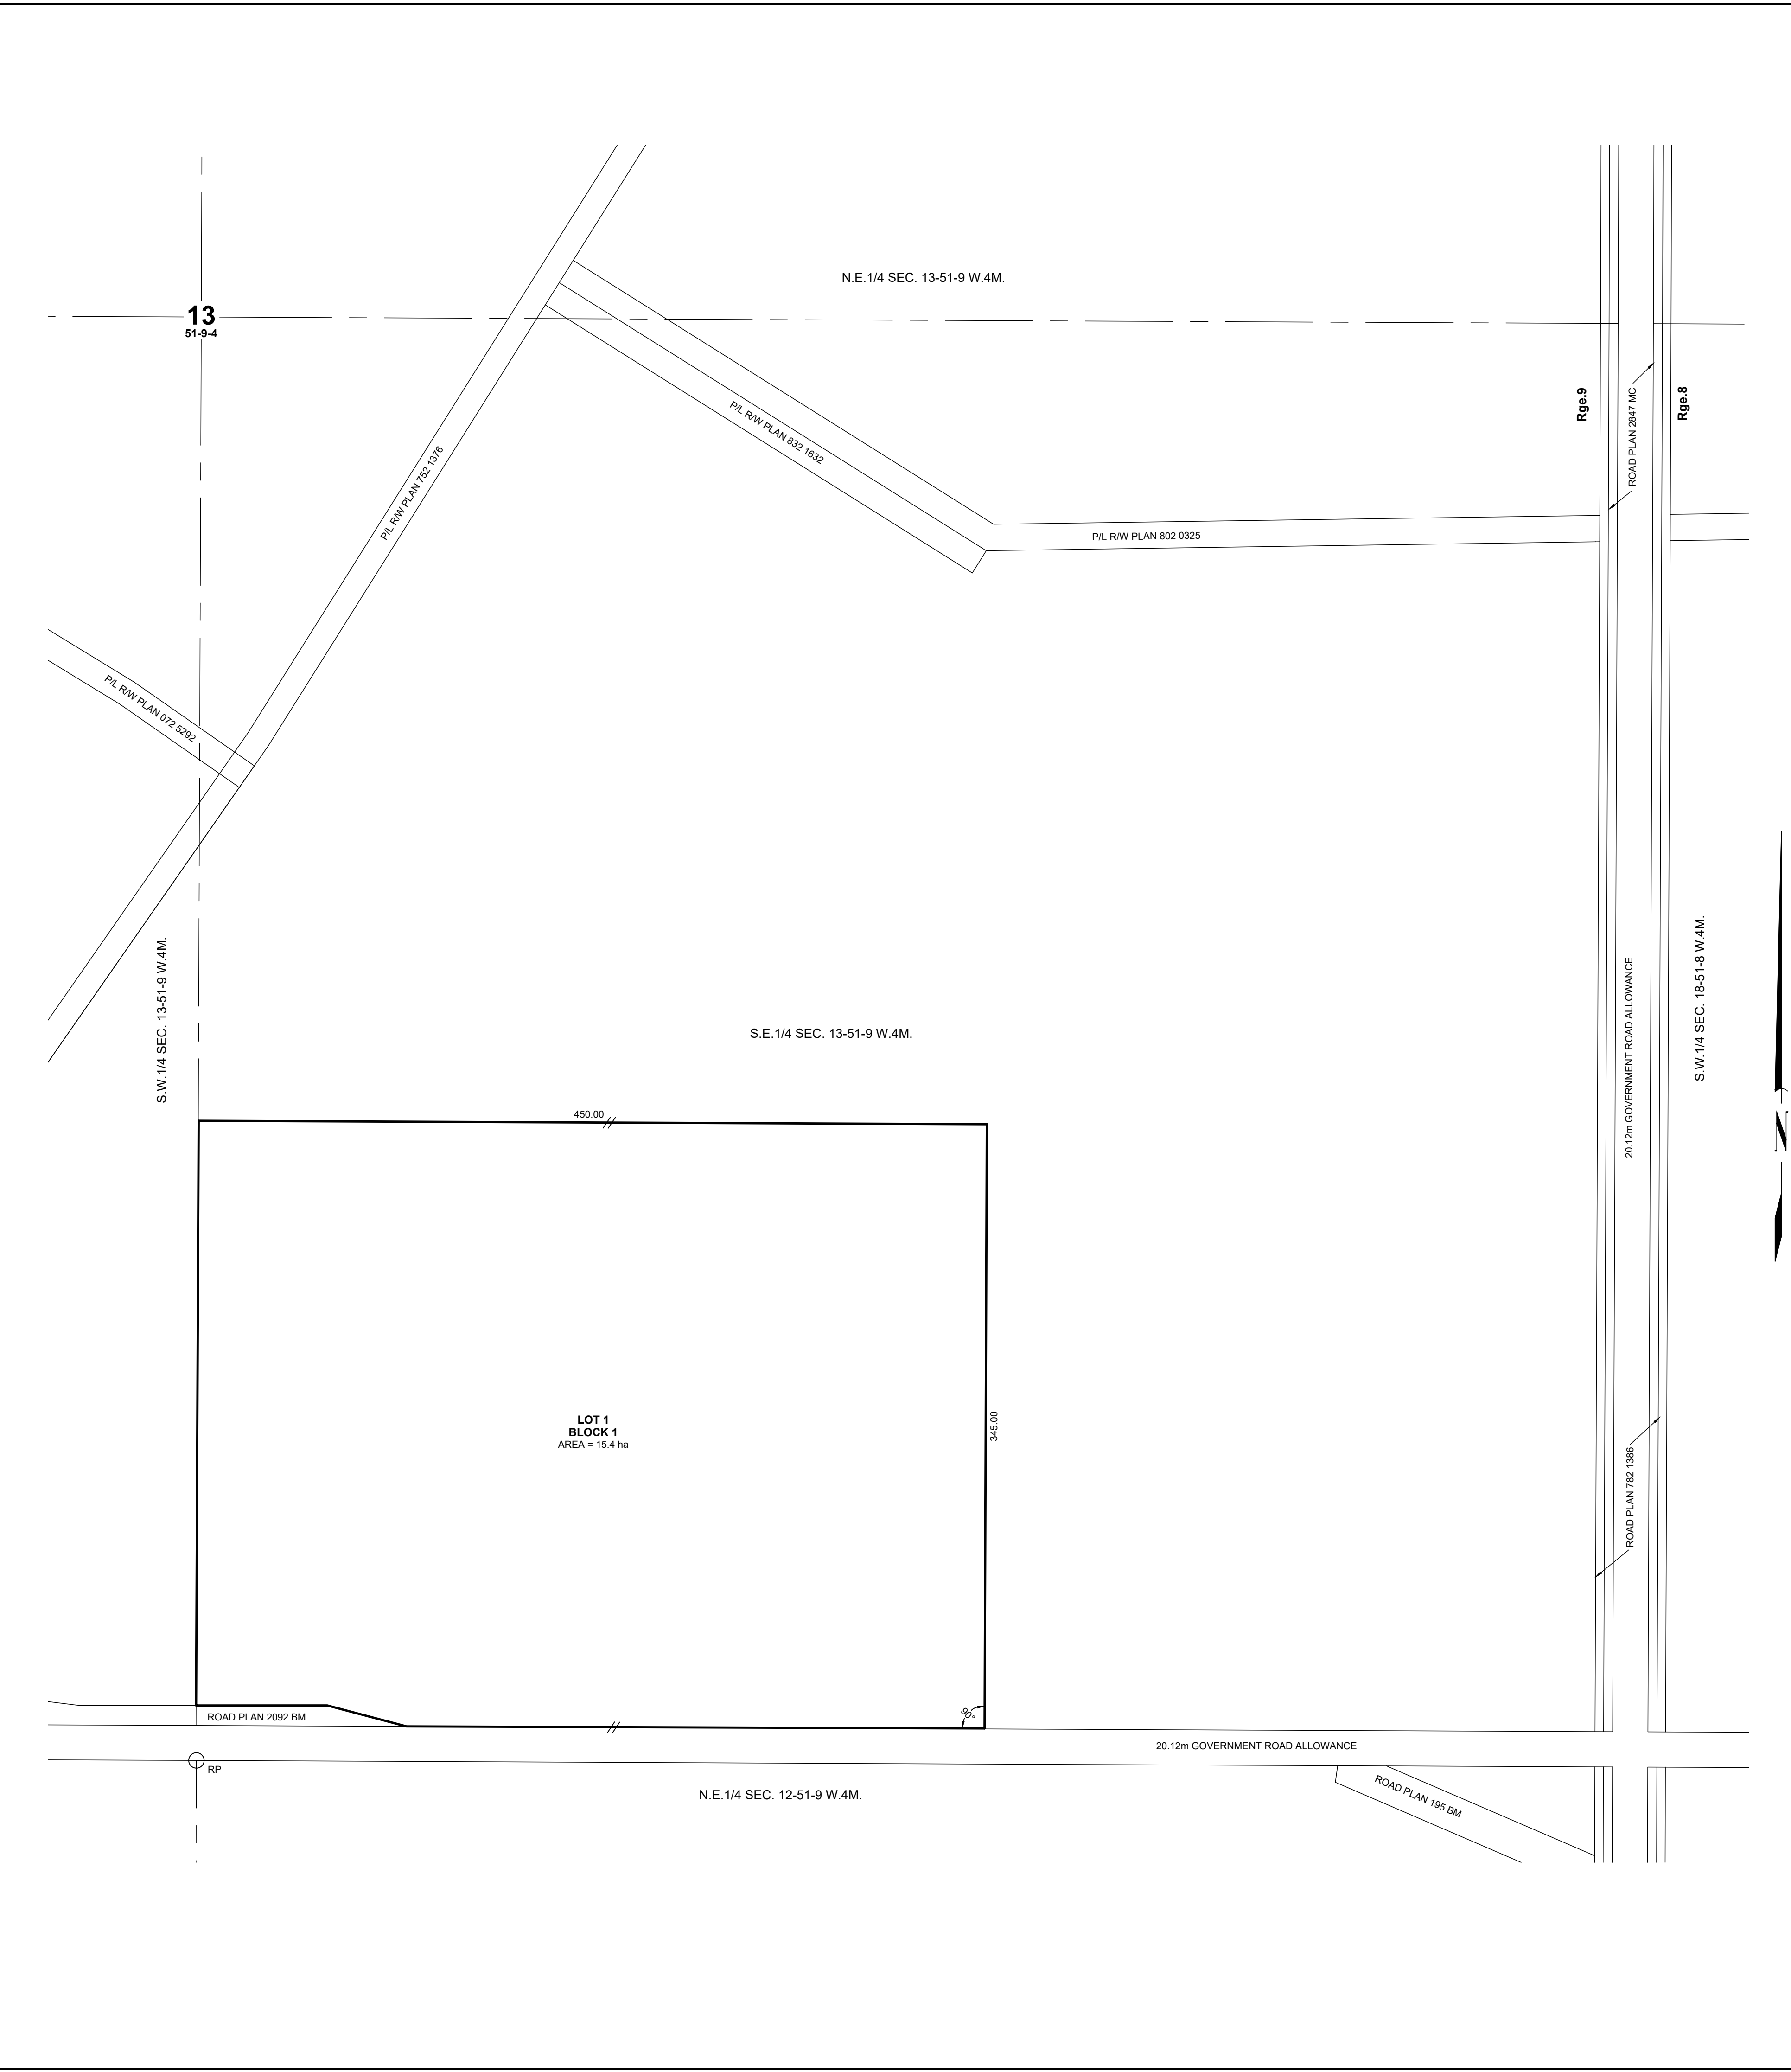 N.E.1/4 SEC. 13-51-9 W.4M.
13
51-9-4
Rge.9
ROAD PLAN 2847 MC
Rge.8
P/L R/W PLAN 832 1632
P/L R/W PLAN 752 1376
P/L R/W PLAN 802 0325
P/L R/W PLAN 072 5292
S.W.1/4 SEC. 13-51-9 W.4M.
S.E.1/4 SEC. 13-51-9 W.4M.
20.12m GOVERNMENT ROAD ALLOWANCE
S.W.1/4 SEC. 18-51-8 W.4M.
N
450.00
345.00
LOT 1
BLOCK 1
AREA = 15.4 ha
ROAD PLAN 782 1386
90°
ROAD PLAN 2092 BM
20.12m GOVERNMENT ROAD ALLOWANCE
RP
N.E.1/4 SEC. 12-51-9 W.4M.
ROAD PLAN 195 BM